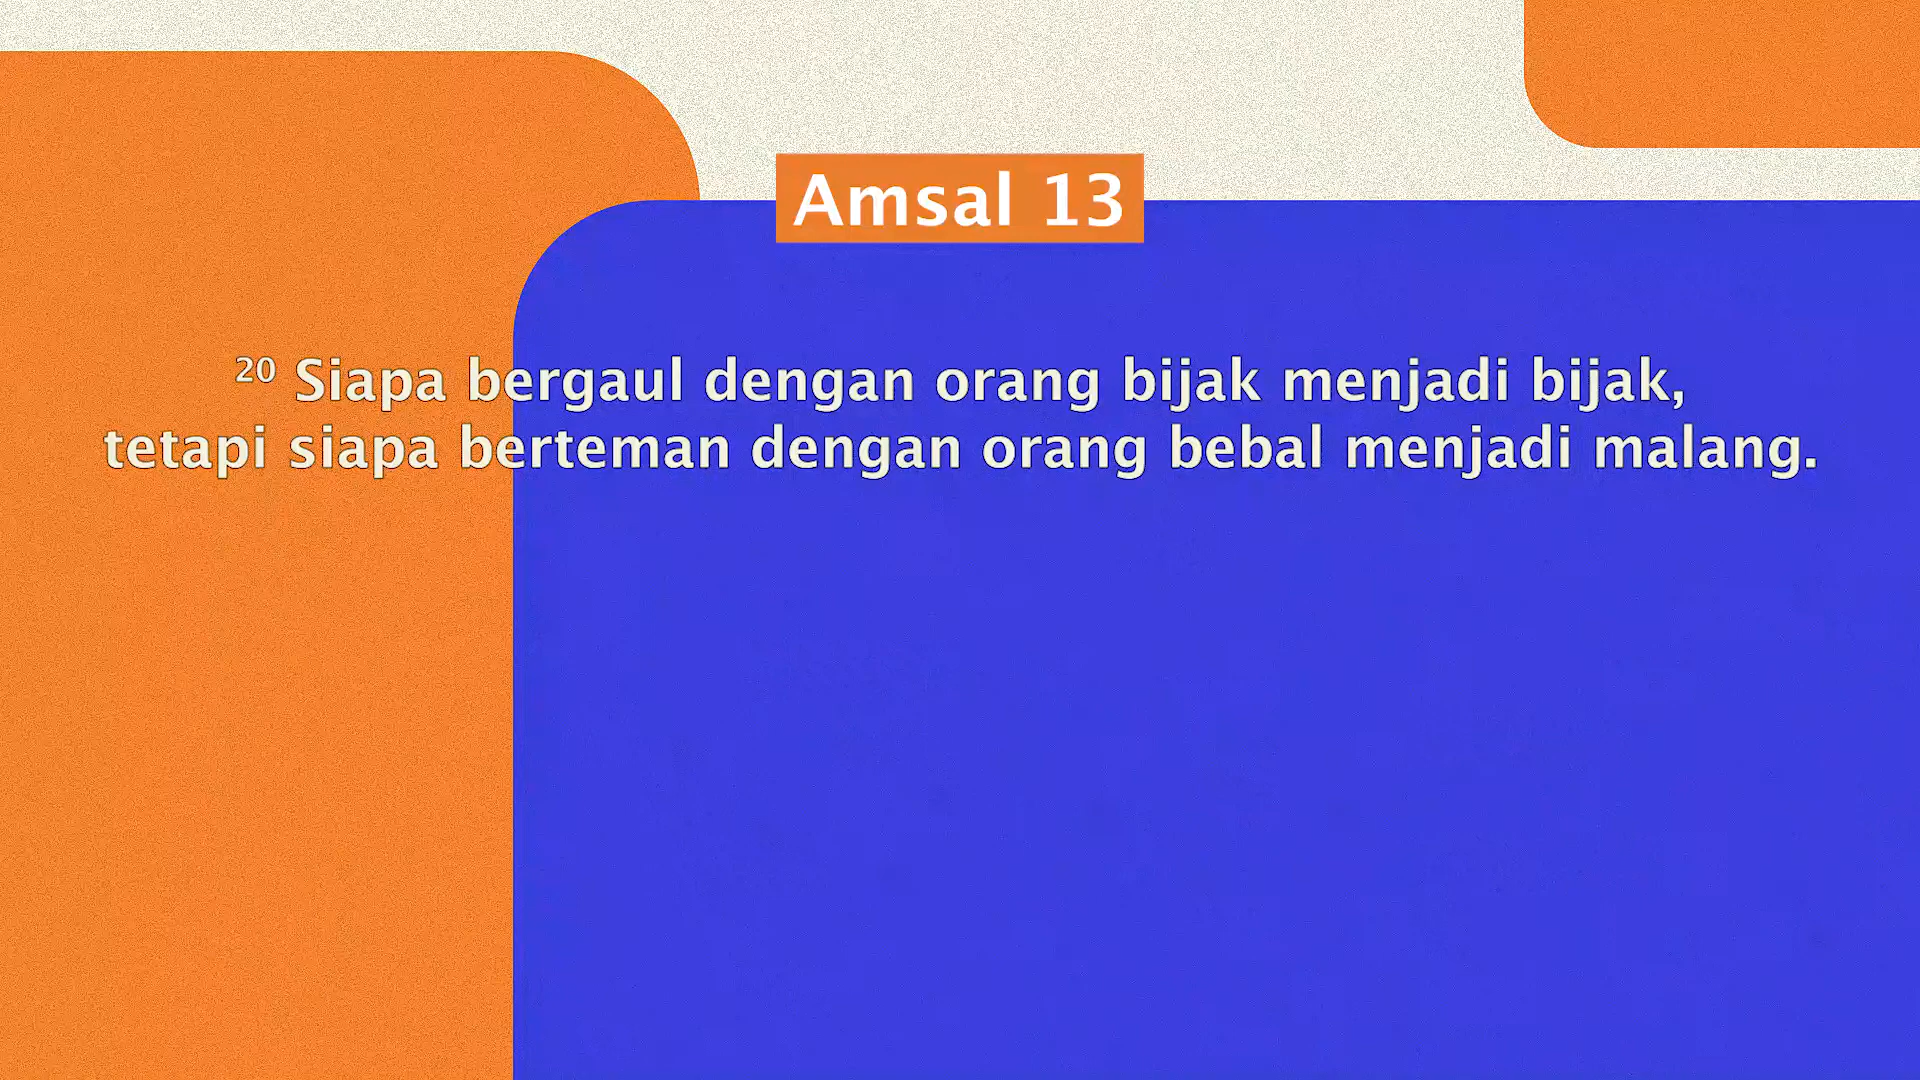 Amsal 13
20 Siapa bergaul dengan orang bijak menjadi bijak,
tetapi siapa berteman dengan orang bebal menjadi malang.